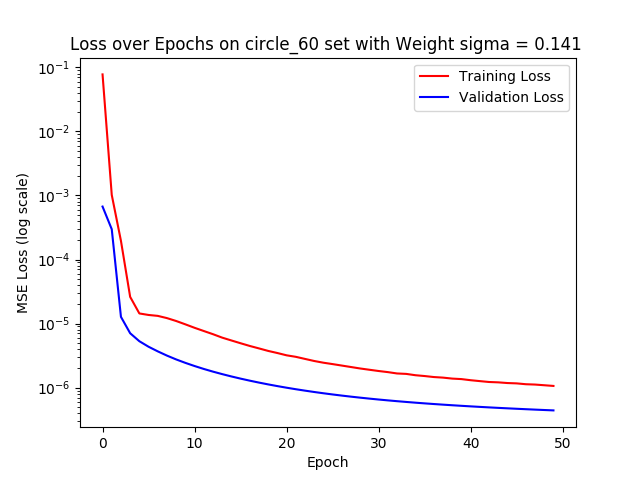 Loss over Epochs on circle_60 set with Weight sigma = 0.141
10⁻¹
10⁻²
10⁻³
10⁻⁴
10⁻⁵
10⁻⁶
MSE Loss (log scale)
Training Loss
Validation Loss
0 10 20 30 40 50
Epoch